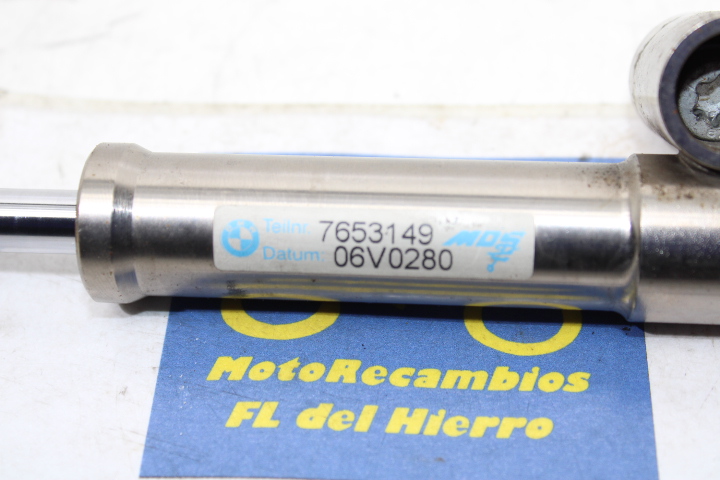 Teilnr. 7653149
Datum: 06V0280
MotoRecambios
FL del Hierro